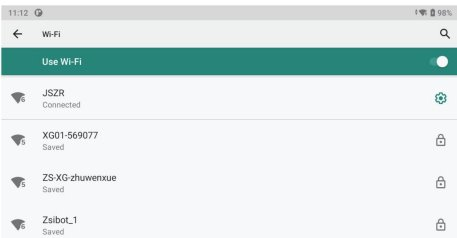 11:12 98%
Wi-Fi
Use Wi-Fi
JSZR
Connected
XG01-569077
Saved
ZS-XG-zhuwenxue
Saved
Zsibot_1
Saved